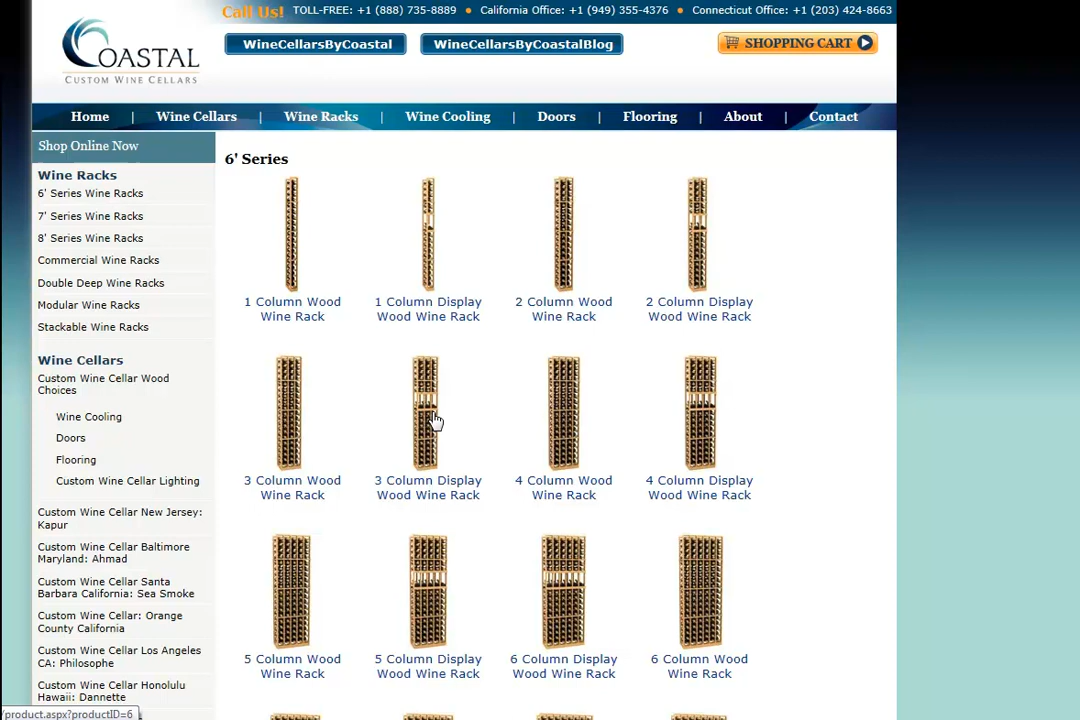 Call Us! TOLL-FREE: +1 (888) 735-8889 • California Office: +1 (949) 355-4376 • Connecticut Office: +1 (203) 424-8663
COASTAL
CUSTOM WINE CELLARS
WineCellarsByCoastal WineCellarsByCoastalBlog SHOPPING CART
Home | Wine Cellars | Wine Racks | Wine Cooling | Doors | Flooring | About | Contact
Shop Online Now
Wine Racks
6' Series Wine Racks
7' Series Wine Racks
8' Series Wine Racks
Commercial Wine Racks
Double Deep Wine Racks
Modular Wine Racks
Stackable Wine Racks
Wine Cellars
Custom Wine Cellar Wood
Choices
Wine Cooling
Doors
Flooring
Custom Wine Cellar Lighting
Custom Wine Cellar New Jersey:
Kapur
Custom Wine Cellar Baltimore
Maryland: Ahmad
Custom Wine Cellar Santa
Barbara California: Sea Smoke
Custom Wine Cellar: Orange
County California
Custom Wine Cellar Los Angeles
CA: Philosophe
Custom Wine Cellar Honolulu
Hawaii: Dannette
/product.aspx?productID=6
6' Series
1 Column Wood
Wine Rack
1 Column Display
Wood Wine Rack
2 Column Wood
Wine Rack
2 Column Display
Wood Wine Rack
3 Column Wood
Wine Rack
3 Column Display
Wood Wine Rack
4 Column Wood
Wine Rack
4 Column Display
Wood Wine Rack
5 Column Wood
Wine Rack
5 Column Display
Wood Wine Rack
6 Column Display
Wood Wine Rack
6 Column Wood
Wine Rack